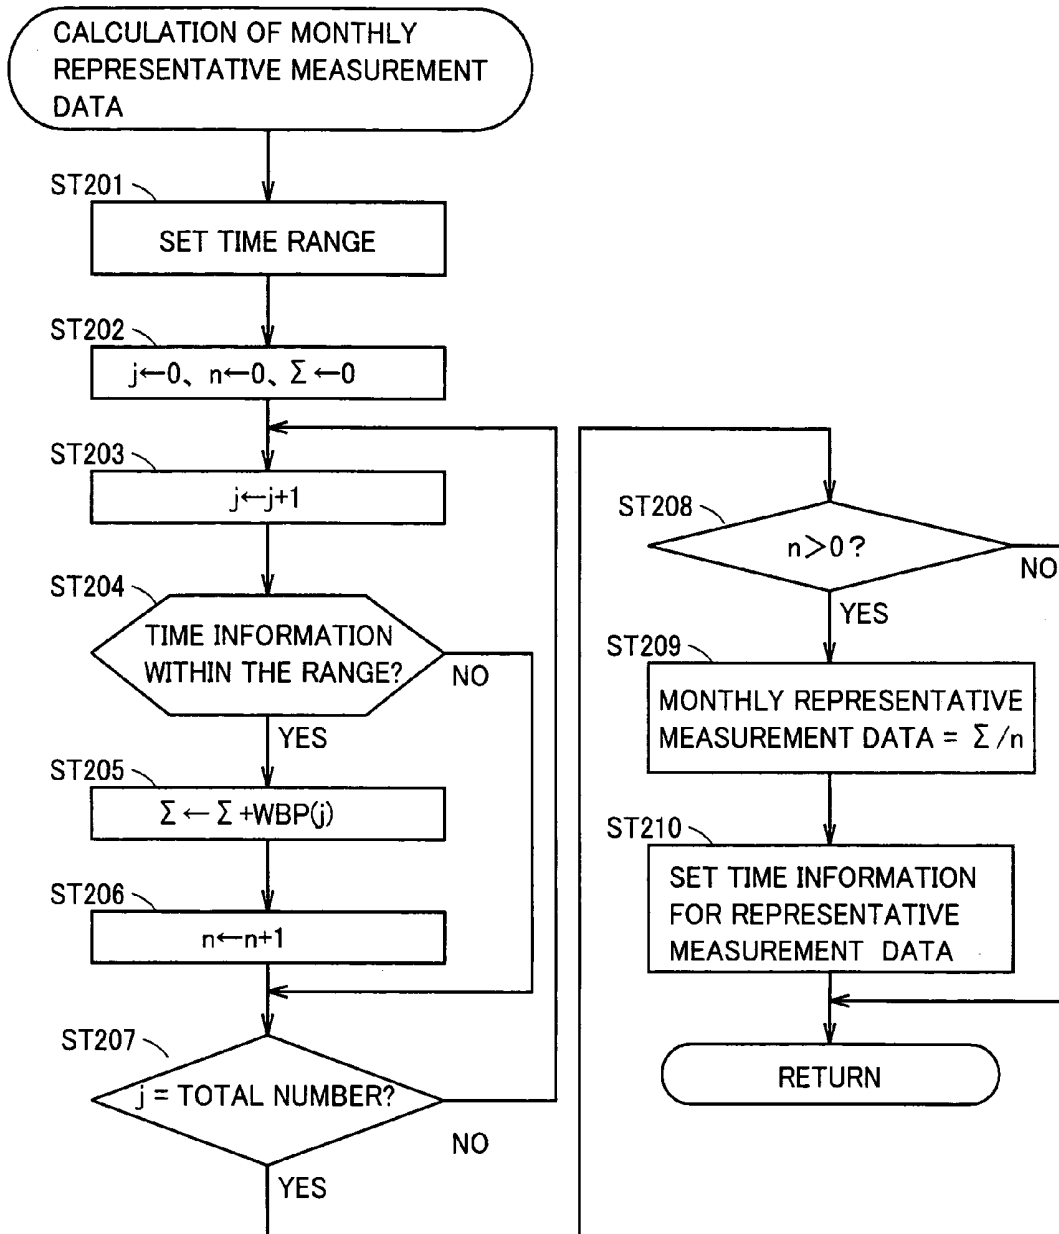 CALCULATION OF MONTHLY
REPRESENTATIVE MEASUREMENT
DATA
ST201
SET TIME RANGE
ST202
j←0、n←0、Σ←0
ST203
j←j+1
ST204
TIME INFORMATION
WITHIN THE RANGE?
NO
YES
ST205
Σ←Σ+WBP(j)
ST206
n←n+1
ST207
j = TOTAL NUMBER?
NO
YES
ST208
n>0?
NO
YES
ST209
MONTHLY REPRESENTATIVE
MEASUREMENT DATA = Σ/n
ST210
SET TIME INFORMATION
FOR REPRESENTATIVE
MEASUREMENT DATA
RETURN